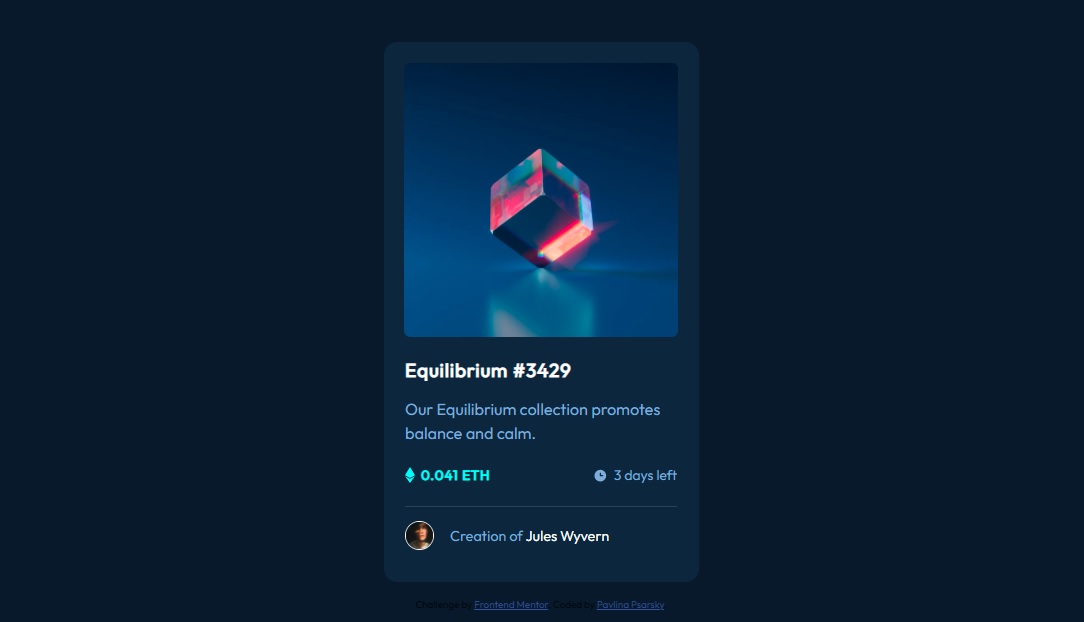 Equilibrium #3429
Our Equilibrium collection promotes
balance and calm.
0.041 ETH
3 days left
Creation of Jules Wyvern
Challenge by Frontend Mentor. Coded by Pavlina Psarsky.